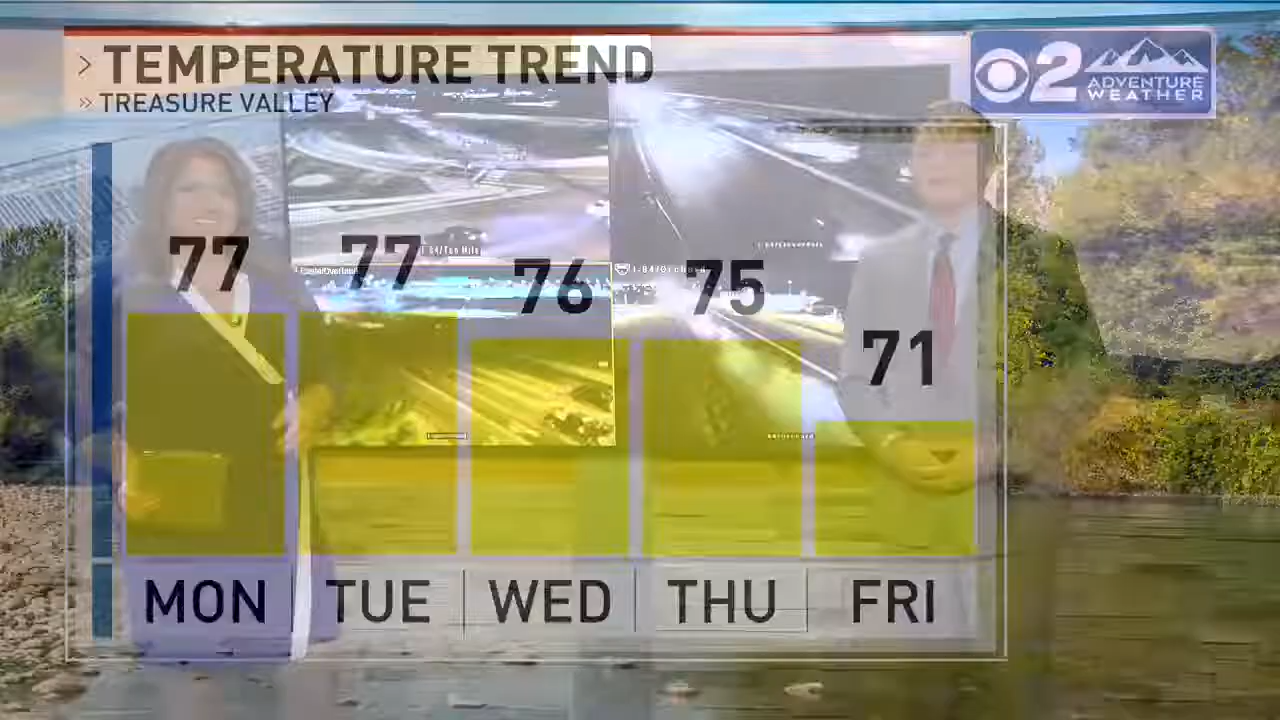 > TEMPERATURE TREND
» TREASURE VALLEY
2 ADVENTURE WEATHER
77 77 76 75 71
MON TUE WED THU FRI